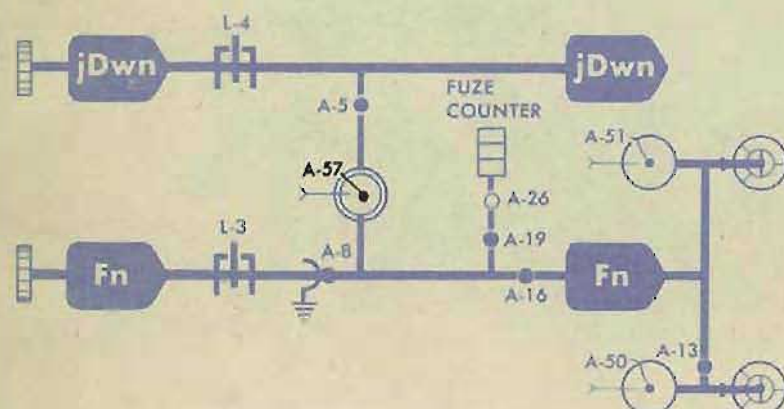 L-4
jDwn
jDwn
FUZE
COUNTER
A-5
A-51
A-57
A-26
L-3
A-8
A-19
Fn
Fn
A-16
A-13
A-50